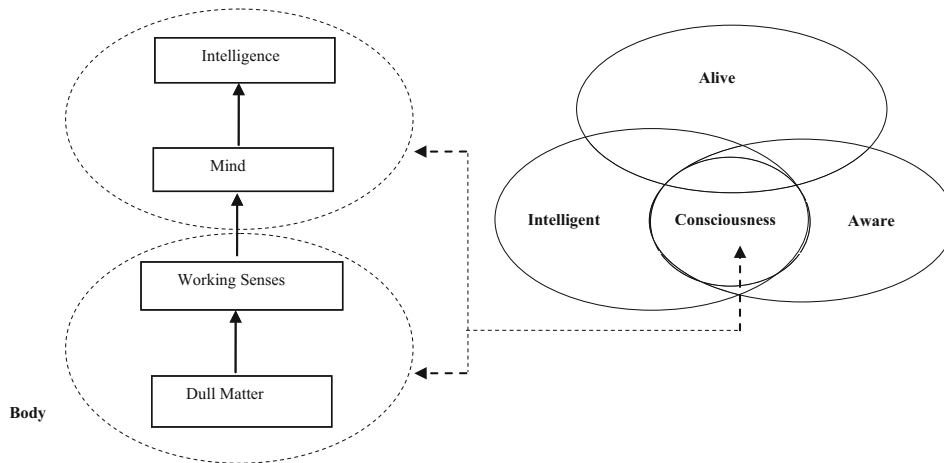 Intelligence
Mind
Working Senses
Dull Matter
Body
Alive
Intelligent
Consciousness
Aware